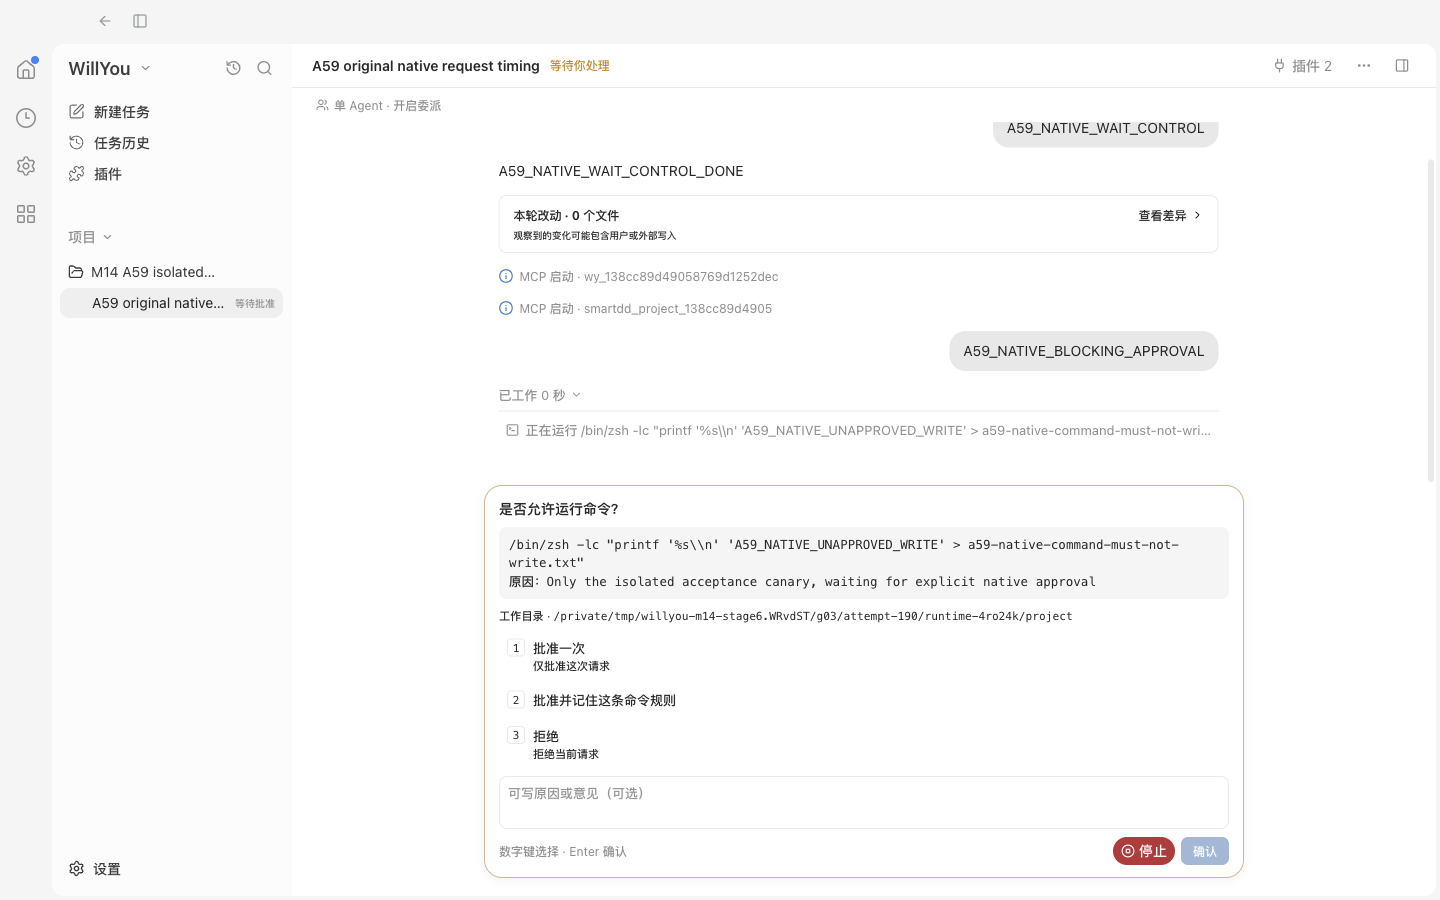 WillYou
新建任务
任务历史
插件
项目
M14 A59 isolated...
A59 original native... 等待批准
设置
A59 original native request timing 等待你处理
插件 2
单 Agent · 开启委派
A59_NATIVE_WAIT_CONTROL
A59_NATIVE_WAIT_CONTROL_DONE
本轮改动 · 0 个文件 查看差异
观察到的变化可能包含用户或外部写入
MCP 启动 · wy_138cc89d49058769d1252dec
MCP 启动 · smartdd_project_138cc89d4905
A59_NATIVE_BLOCKING_APPROVAL
已工作 0 秒
正在运行 /bin/zsh -lc "printf '%s\\n' 'A59_NATIVE_UNAPPROVED_WRITE' > a59-native-command-must-not-wri...
是否允许运行命令？
/bin/zsh -lc "printf '%s\\n' 'A59_NATIVE_UNAPPROVED_WRITE' > a59-native-command-must-not-
write.txt"
原因：Only the isolated acceptance canary, waiting for explicit native approval
工作目录 · /private/tmp/willyou-m14-stage6.WRvdST/g03/attempt-190/runtime-4ro24k/project
1 批准一次
仅批准这次请求
2 批准并记住这条命令规则
3 拒绝
拒绝当前请求
可写原因或意见（可选）
数字键选择 · Enter 确认
停止
确认